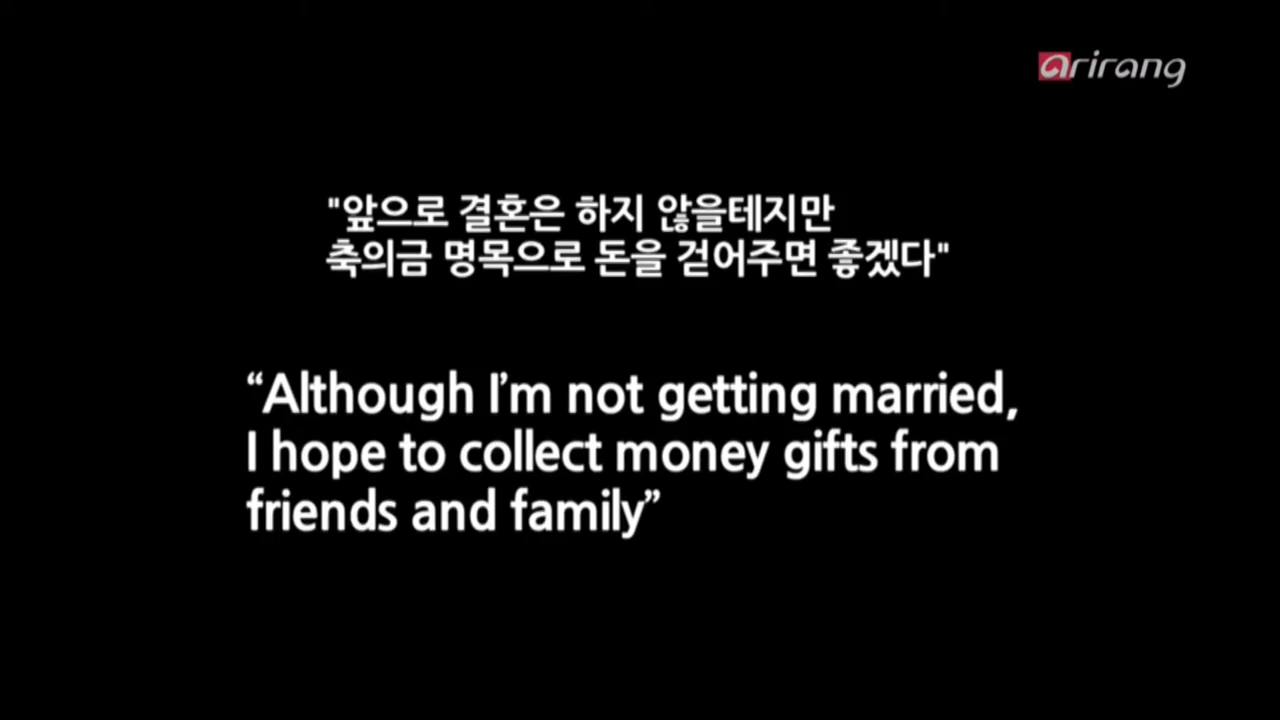 arirang
"앞으로 결혼은 하지 않을테지만
축의금 명목으로 돈을 걷어주면 좋겠다"
“Although I’m not getting married,
I hope to collect money gifts from
friends and family”